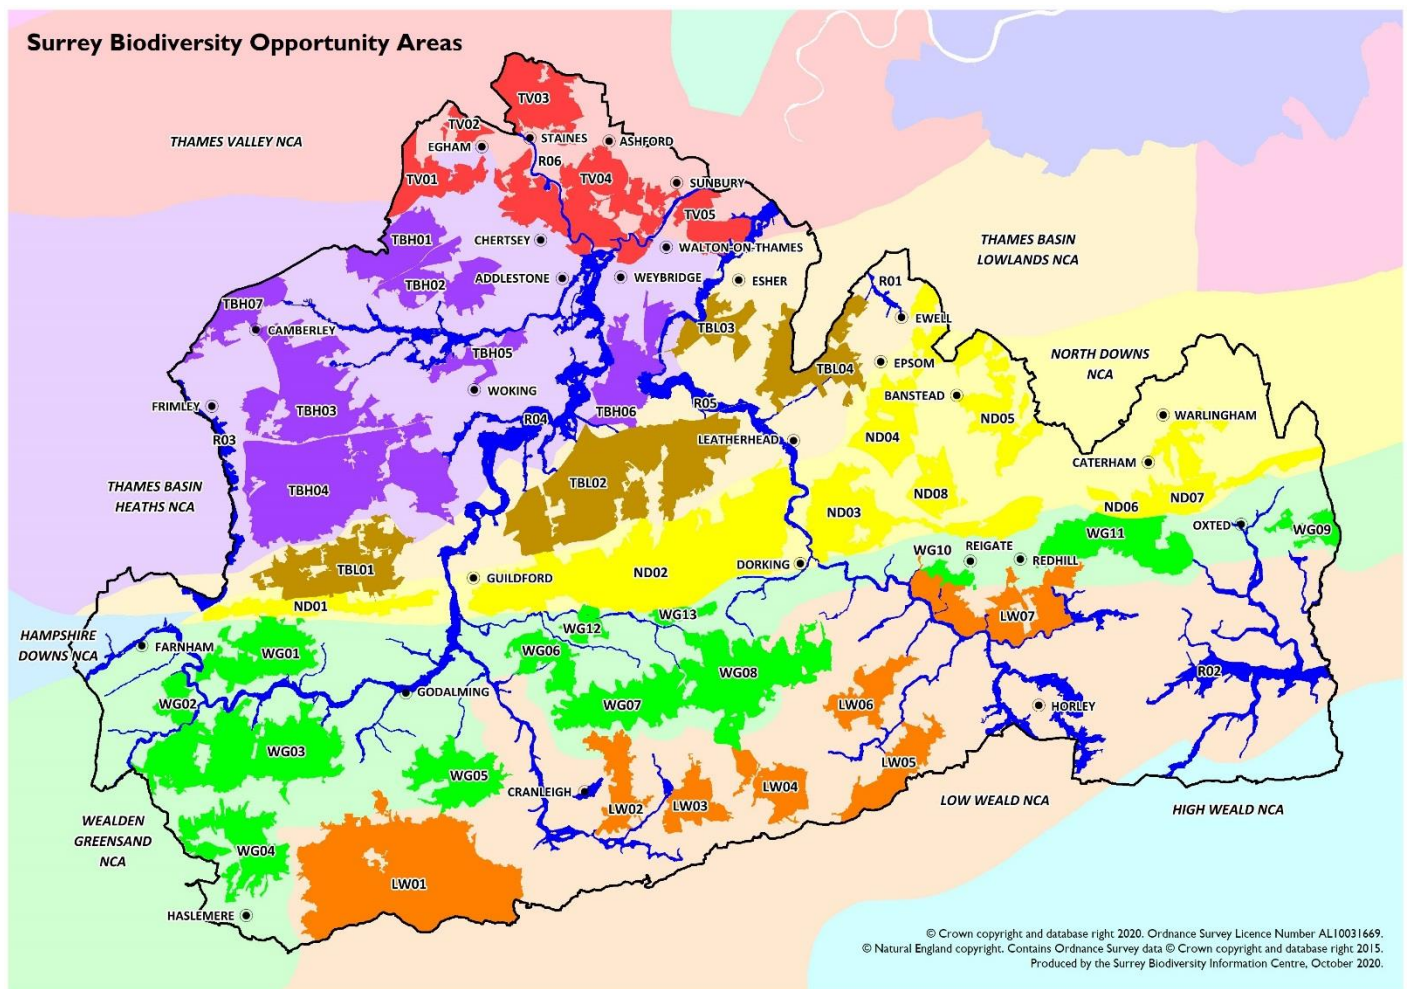 Surrey Biodiversity Opportunity Areas
TV03
THAMES VALLEY NCA
TV02
STAINES
ASHFORD
EGHAM
R06
TV01
TV04
SUNBURY
TV05
TBH01
CHERTSEY
WALTON-ON-THAMES
THAMES BASIN
LOWLANDS NCA
TBH02
ADDLESTONE
WEYBRIDGE
ESHER
R01
TBH07
CAMBERLEY
TBL03
EWELL
TBH05
NORTH DOWNS
NCA
EPSOM
TBL04
WOKING
BANSTEAD
FRIMLEY
TBH03
TBH06
R05
R04
ND05
WARLINGHAM
R03
LEATHERHEAD
ND04
CATERHAM
THAMES BASIN
HEATHS NCA
TBH04
TBL02
ND08
ND07
ND06
ND03
OXTED
WG09
WG11
REIGATE
WG10
REDHILL
TBL01
GUILDFORD
ND02
DORKING
ND01
WG13
LW07
WG12
HAMPSHIRE
DOWNS NCA
FARNHAM
WG01
WG06
WG08
R02
GODALMING
WG02
WG07
LW06
HORLEY
WG03
WG05
LW05
CRANLEIGH
LW02
LW03
LW04
LOW WEALD NCA
HIGH WEALD NCA
WEALDEN
GREENSAND
NCA
WG04
LW01
HASLEMERE
© Crown copyright and database right 2020. Ordnance Survey Licence Number AL10031669.
© Natural England copyright. Contains Ordnance Survey data © Crown copyright and database right 2015.
Produced by the Surrey Biodiversity Information Centre, October 2020.